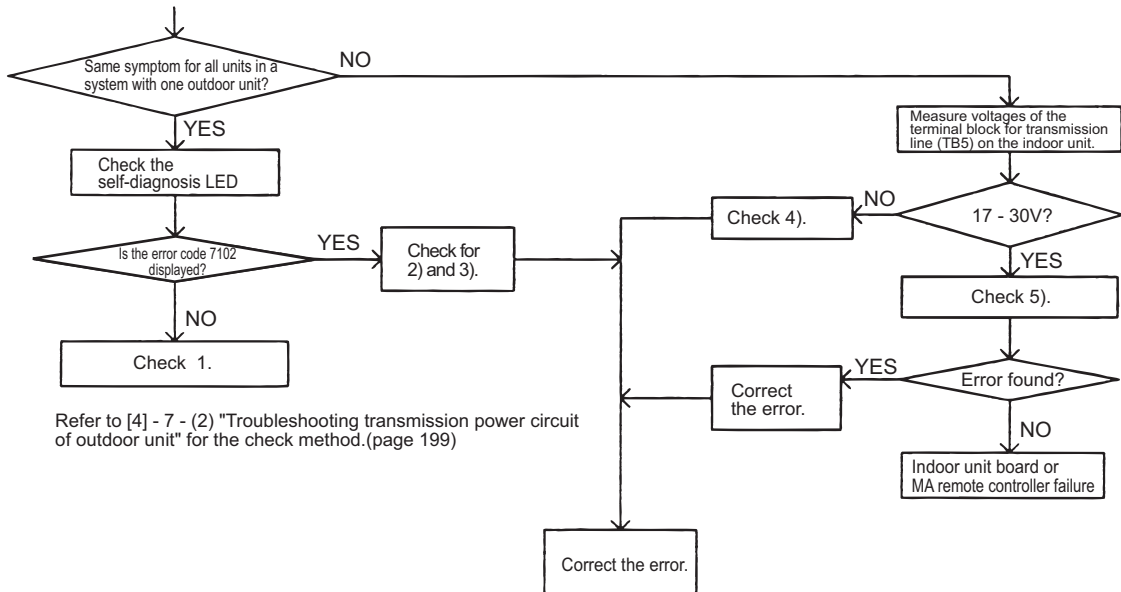 Same symptom for all units in a
system with one outdoor unit?
NO
YES
Measure voltages of the
terminal block for transmission
line (TB5) on the indoor unit.
Check the
self-diagnosis LED
17 - 30V?
NO
Check 4).
YES
Is the error code 7102
displayed?
YES
Check for
2) and 3).
Check 5).
NO
Check 1.
Error found?
YES
Correct
the error.
NO
Refer to [4] - 7 - (2) "Troubleshooting transmission power circuit
of outdoor unit" for the check method.(page 199)
Indoor unit board or
MA remote controller failure
Correct the error.